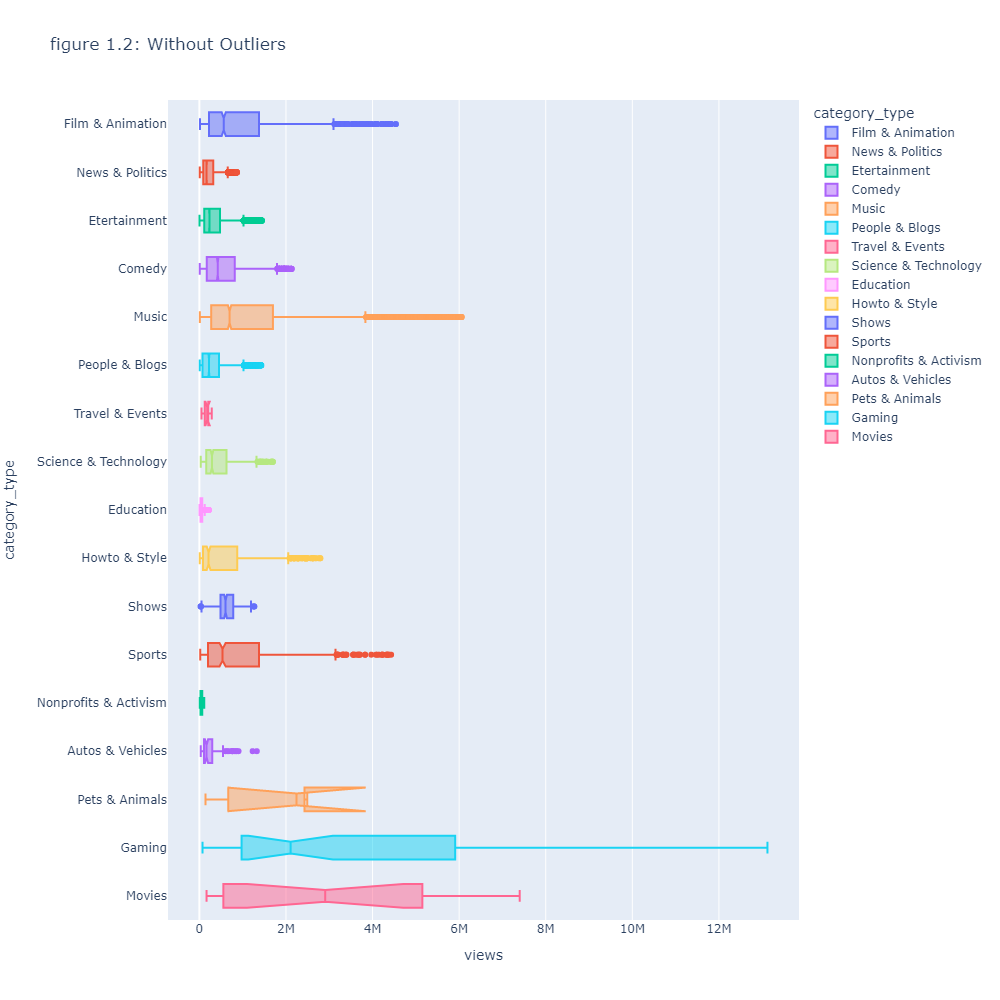 figure 1.2: Without Outliers
category_type
Film & Animation
News & Politics
Etertainment
Comedy
Music
People & Blogs
Travel & Events
Science & Technology
Education
Howto & Style
Shows
Sports
Nonprofits & Activism
Autos & Vehicles
Pets & Animals
Gaming
Movies
0 2M 4M 6M 8M 10M 12M
views
category_type
Film & Animation
News & Politics
Etertainment
Comedy
Music
People & Blogs
Travel & Events
Science & Technology
Education
Howto & Style
Shows
Sports
Nonprofits & Activism
Autos & Vehicles
Pets & Animals
Gaming
Movies